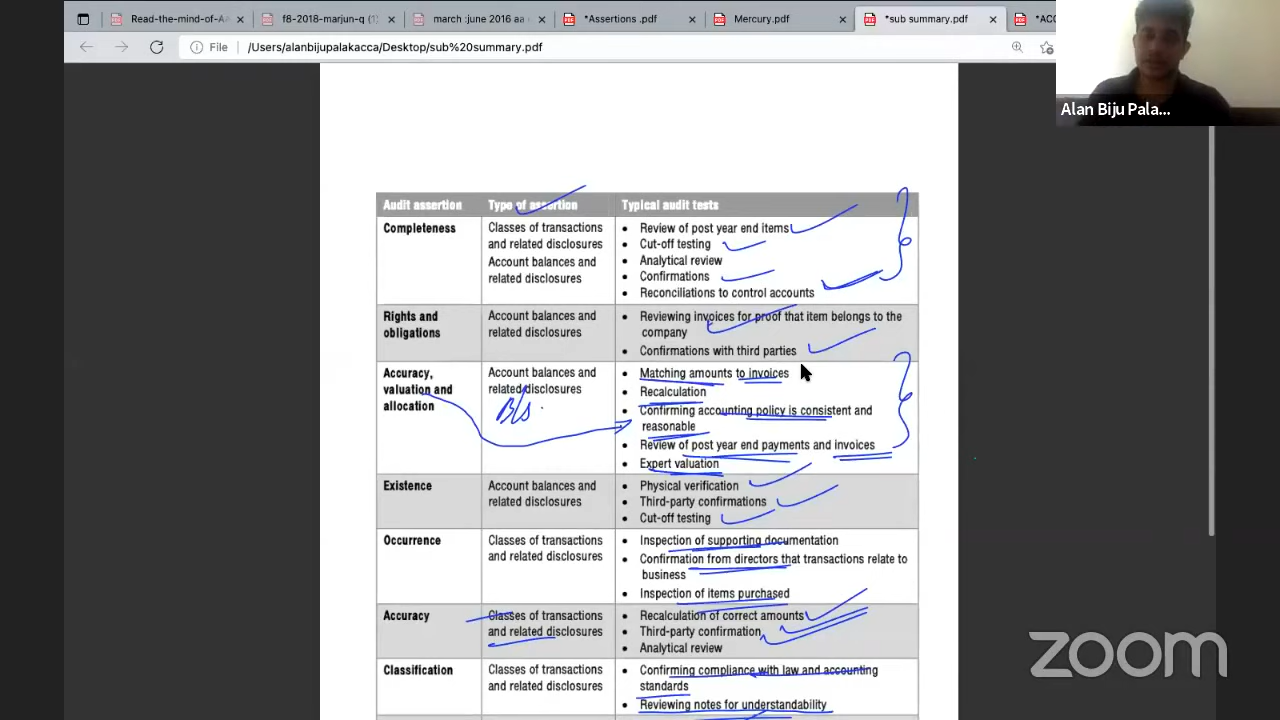 Read-the-mind-of-AA
f8-2018-marjun-q (1)
march :june 2016 aa
*Assertions .pdf
Mercury.pdf
*sub summary.pdf
File
/Users/alanbijupalakacca/Desktop/sub%20summary.pdf
Alan Biju Pala...
Audit assertion Type of assertion Typical audit tests
Completeness
Classes of transactions
and related disclosures
Account balances and
related disclosures
• Review of post year end items
• Cut-off testing
• Analytical review
• Confirmations
• Reconciliations to control accounts
Rights and
obligations
Account balances and
related disclosures
• Reviewing invoices for proof that item belongs to the
company
• Confirmations with third parties
Accuracy,
valuation and
allocation
Account balances and
related disclosures
B/S
• Matching amounts to invoices
• Recalculation
• Confirming accounting policy is consistent and
reasonable
• Review of post year end payments and invoices
• Expert valuation
Existence
Account balances and
related disclosures
• Physical verification
• Third-party confirmations
• Cut-off testing
Occurrence
Classes of transactions
and related disclosures
• Inspection of supporting documentation
• Confirmation from directors that transactions relate to
business
• Inspection of items purchased
Accuracy
Classes of transactions
and related disclosures
• Recalculation of correct amounts
• Third-party confirmation
• Analytical review
Classification
Classes of transactions
and related disclosures
• Confirming compliance with law and accounting
standards
• Reviewing notes for understandability
zoom